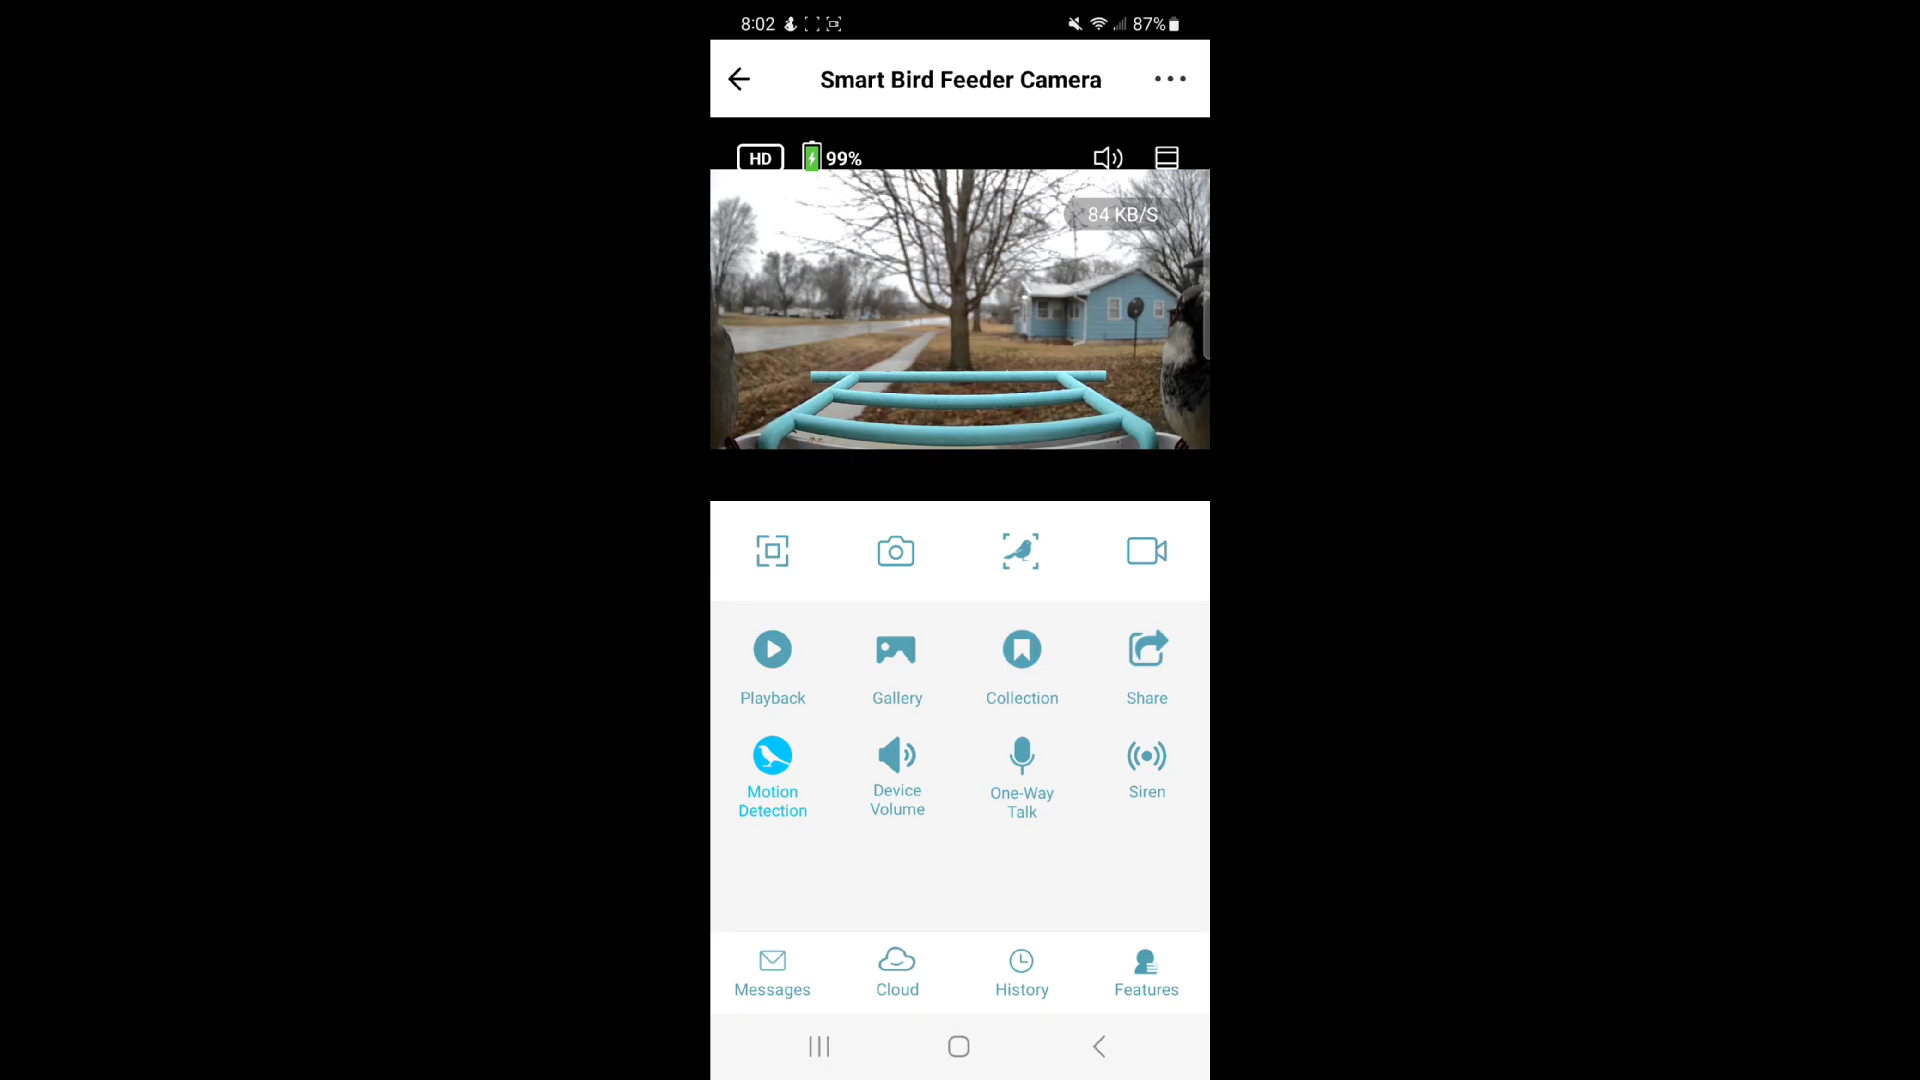 8:02 87%
Smart Bird Feeder Camera
HD 99%
84 KB/S
Playback Gallery Collection Share
Motion Detection
Device Volume
One-Way Talk
Siren
Messages Cloud History Features